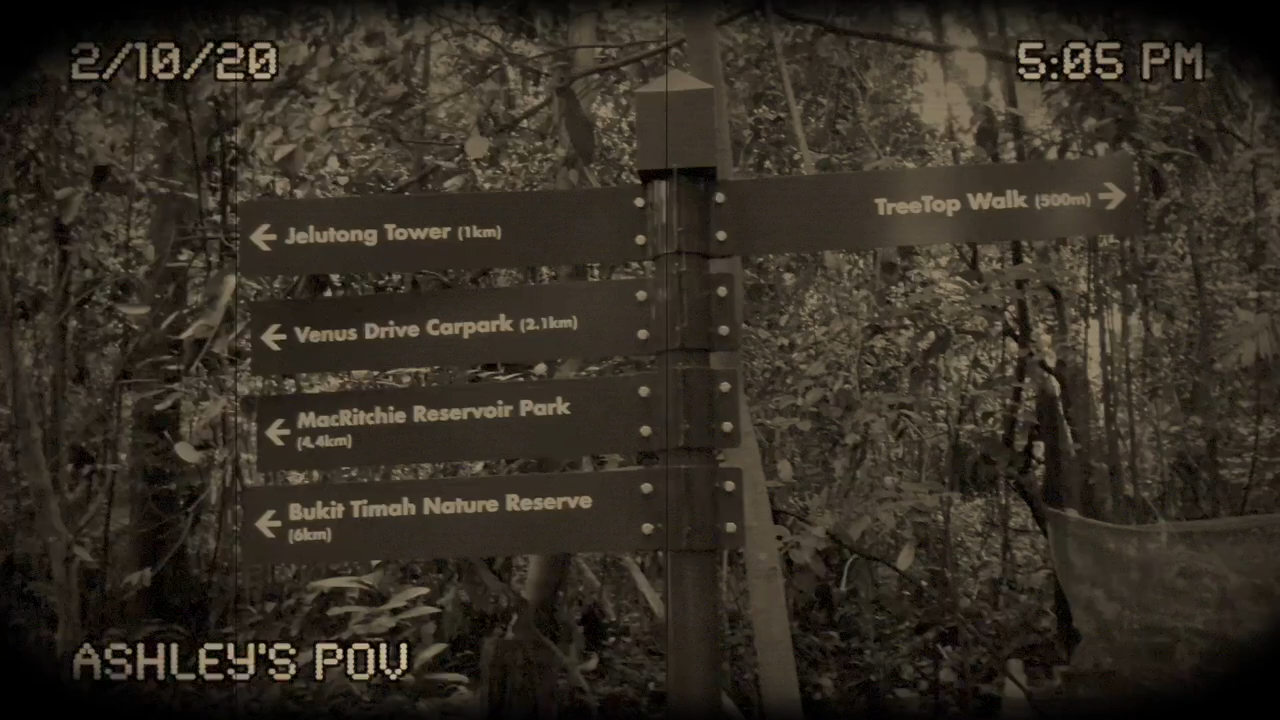 2/10/20
5:05 PM
TreeTop Walk (500m) →
← Jelutong Tower (1km)
← Venus Drive Carpark (2.1km)
← MacRitchie Reservoir Park
(4.4km)
← Bukit Timah Nature Reserve
(6km)
ASHLEY'S POV